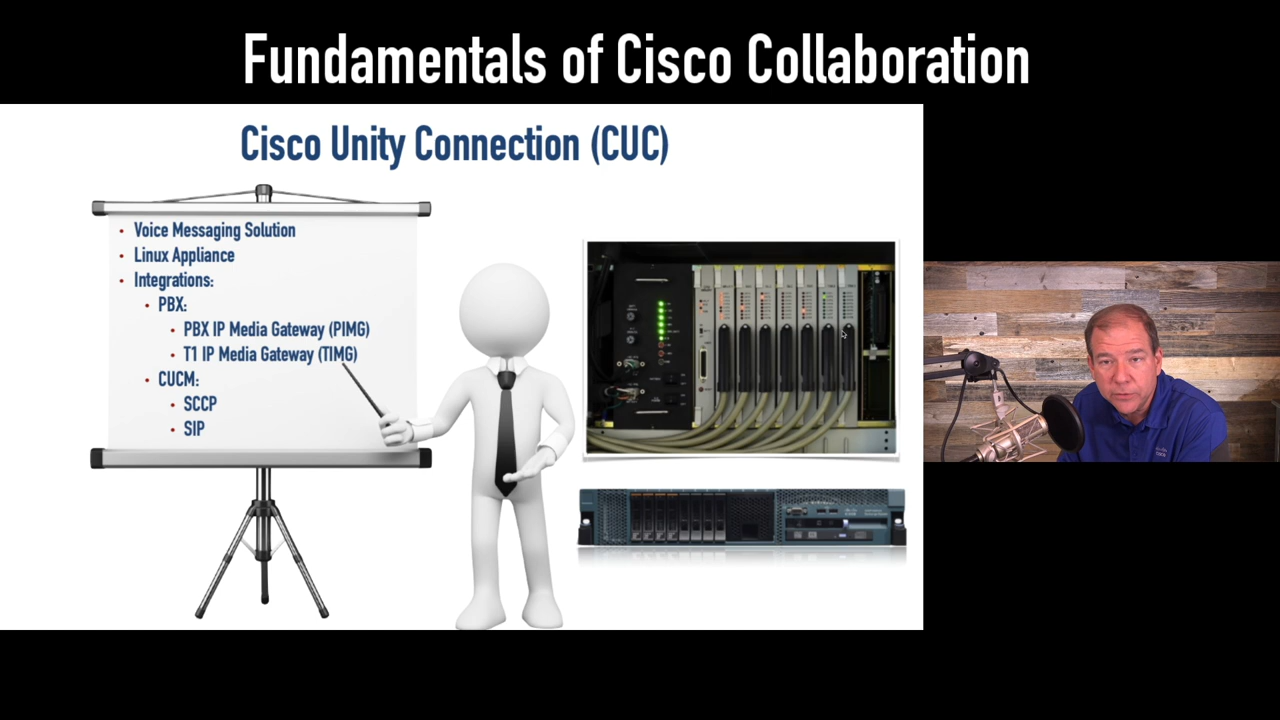 Fundamentals of Cisco Collaboration
Cisco Unity Connection (CUC)
• Voice Messaging Solution
• Linux Appliance
• Integrations:
• PBX:
• PBX IP Media Gateway (PIMG)
• T1 IP Media Gateway (TIMG)
• CUCM:
• SCCP
• SIP